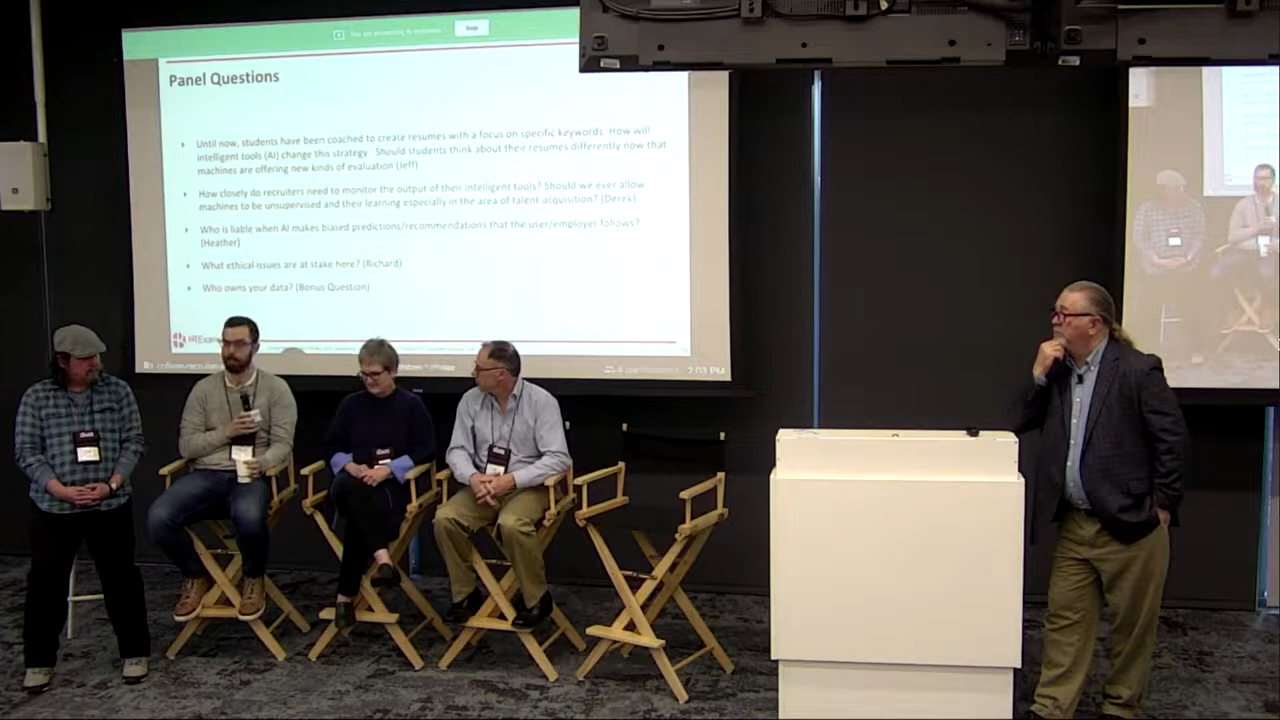 Stop
Panel Questions
Until now, students have been coached to create resumes with a focus on specific keywords. How will
intelligent tools (AI) change this strategy. Should students think about their resumes differently now that
machines are offering new kinds of evaluation (Jeff)
How closely do recruiters need to monitor the output of their intelligent tools? Should we ever allow
machines to be unsupervised and their learning especially in the area of talent acquisition? (Derek)
Who is liable when AI makes biased predictions/recommendations that the user/employer follows?
(Heather)
What ethical issues are at stake here? (Richard)
Who owns your data? (Bonus Question)
2:03 PM